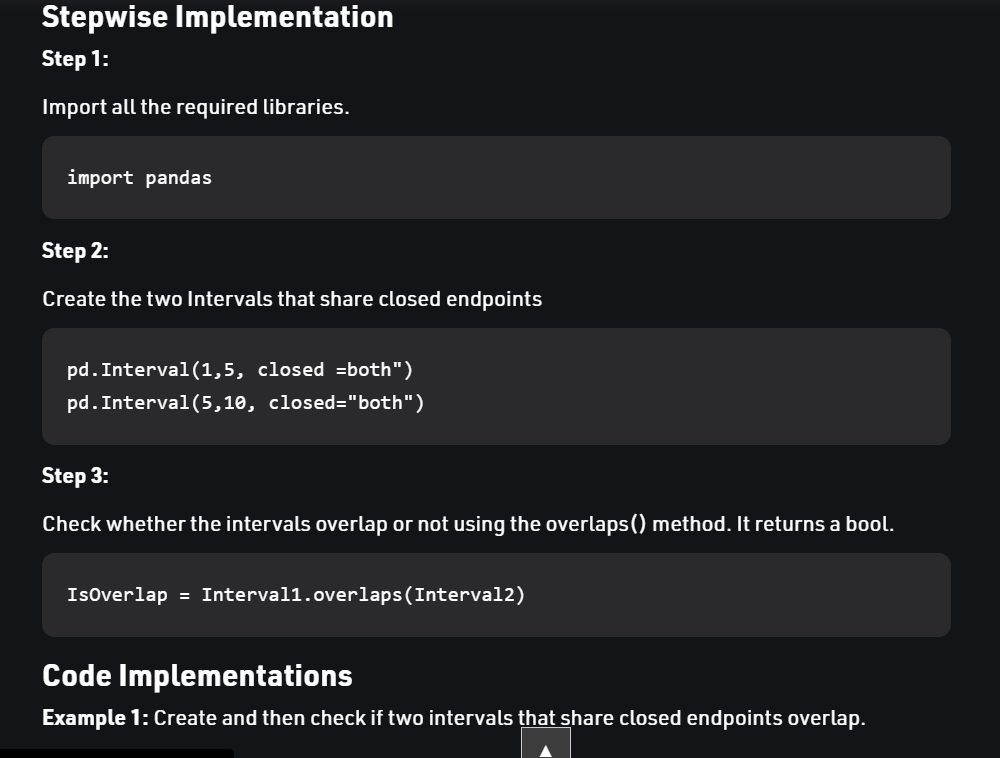 Stepwise Implementation
Step 1:
Import all the required libraries.
import pandas
Step 2:
Create the two Intervals that share closed endpoints
pd.Interval(1,5, closed =both")
pd.Interval(5,10, closed="both")
Step 3:
Check whether the intervals overlap or not using the overlaps() method. It returns a bool.
IsOverlap = Interval1.overlaps(Interval2)
Code Implementations
Example 1: Create and then check if two intervals that share closed endpoints overlap.